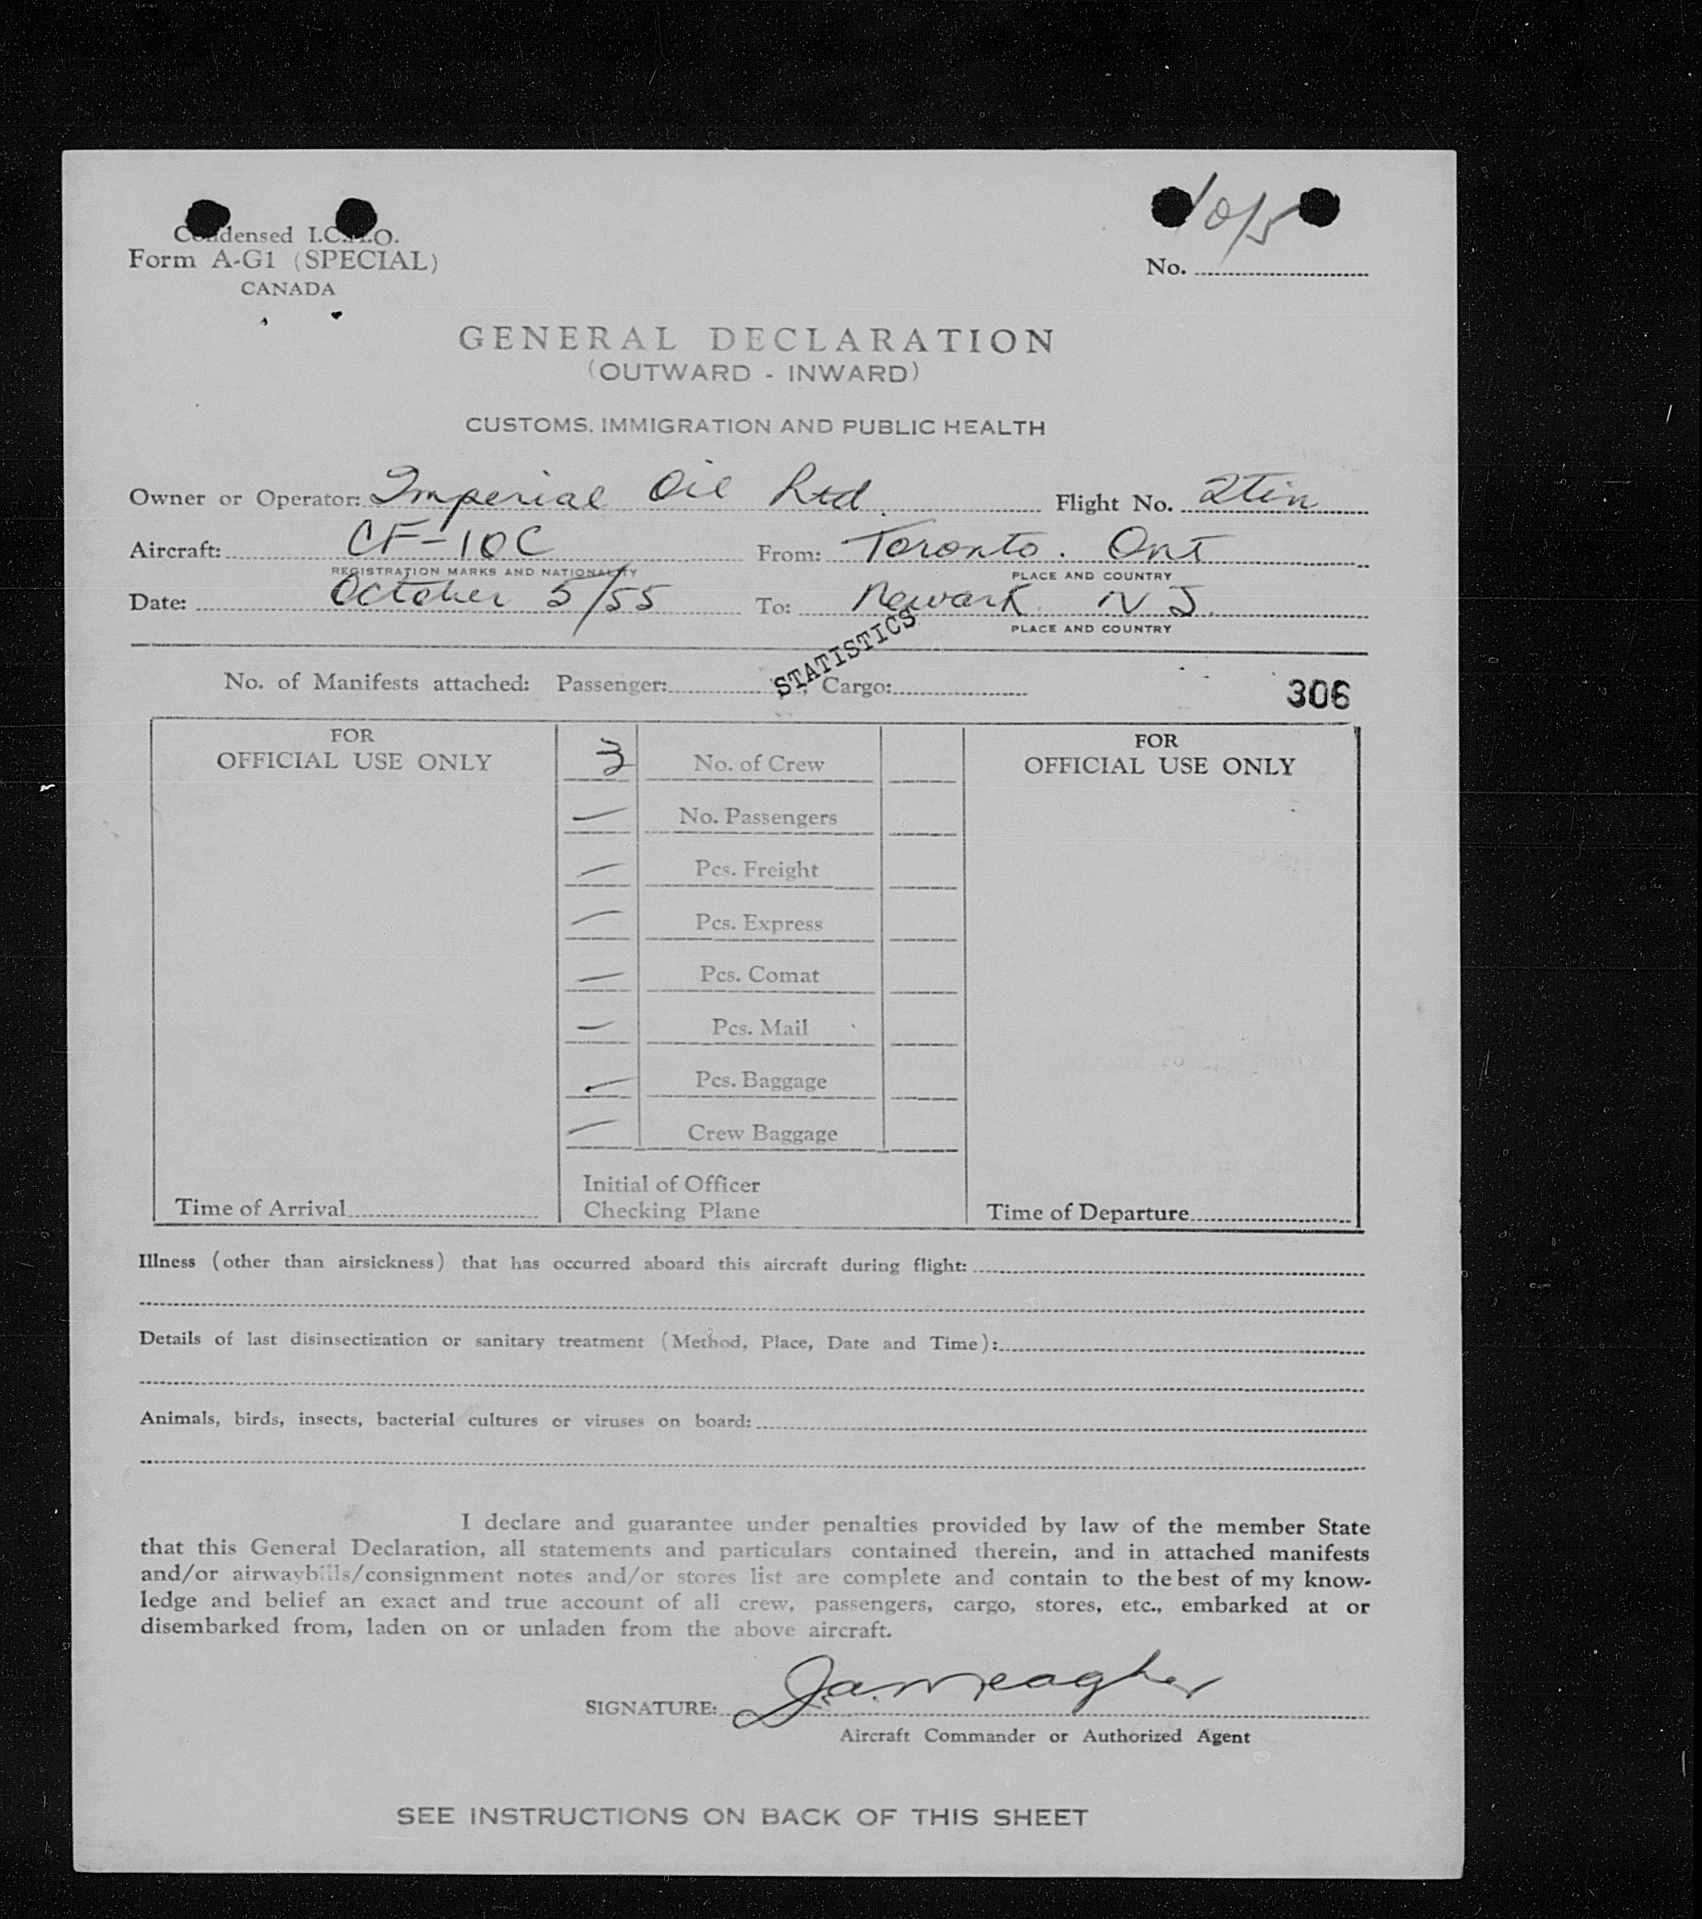 10/5
Condensed I.C.A.O.
Form A-G1 (SPECIAL)
CANADA
No.
GENERAL DECLARATION
(OUTWARD - INWARD)
CUSTOMS, IMMIGRATION AND PUBLIC HEALTH
Owner or Operator: Imperial Oil Ltd. Flight No. 2Tin
Aircraft: CF-10C From: Toronto. Ont
REGISTRATION MARKS AND NATIONALITY PLACE AND COUNTRY
Date: October 5/55 To: Newark N J.
PLACE AND COUNTRY
STATISTICS
No. of Manifests attached: Passenger: Cargo: 306
FOR 3 No. of Crew FOR
OFFICIAL USE ONLY OFFICIAL USE ONLY
— No. Passengers
— Pcs. Freight
— Pcs. Express
— Pcs. Comat
— Pcs. Mail
— Pcs. Baggage
— Crew Baggage
Initial of Officer
Time of Arrival Checking Plane Time of Departure
Illness (other than airsickness) that has occurred aboard this aircraft during flight:
Details of last disinsectization or sanitary treatment (Method, Place, Date and Time):
Animals, birds, insects, bacterial cultures or viruses on board:
I declare and guarantee under penalties provided by law of the member State
that this General Declaration, all statements and particulars contained therein, and in attached manifests
and/or airwaybills/consignment notes and/or stores list are complete and contain to the best of my know-
ledge and belief an exact and true account of all crew, passengers, cargo, stores, etc., embarked at or
disembarked from, laden on or unladen from the above aircraft.
SIGNATURE: J.A. Meagher
Aircraft Commander or Authorized Agent
SEE INSTRUCTIONS ON BACK OF THIS SHEET